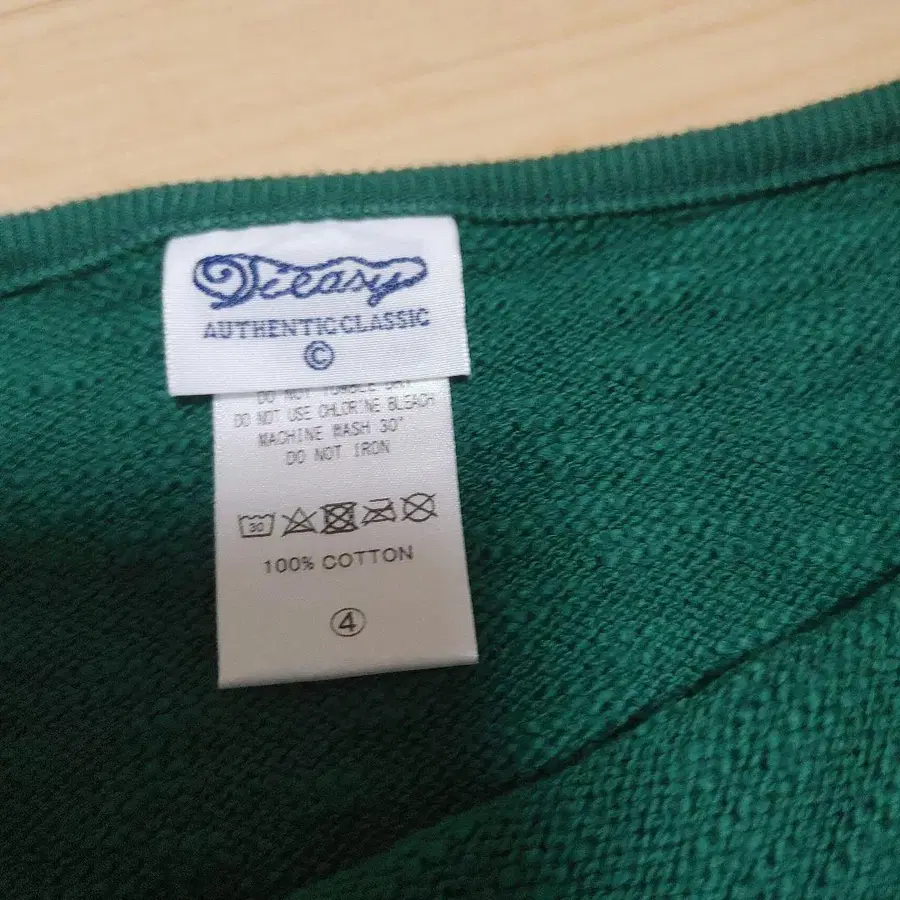 Diceasy
AUTHENTIC CLASSIC
©
DO NOT TUMBLE DRY
DO NOT USE CHLORINE BLEACH
MACHINE WASH 30°
DO NOT IRON
30
100% COTTON
④